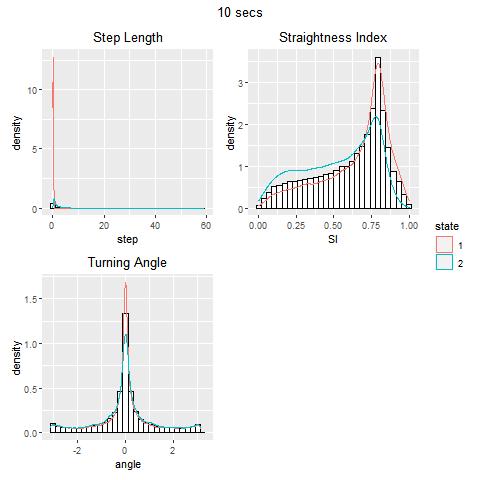 10 secs
Step Length
Straightness Index
density
10
5
0
0
20
40
60
step
density
3
2
1
0
0.00
0.25
0.50
0.75
1.00
SI
state
1
2
Turning Angle
density
1.5
1.0
0.5
0.0
-2
0
2
angle